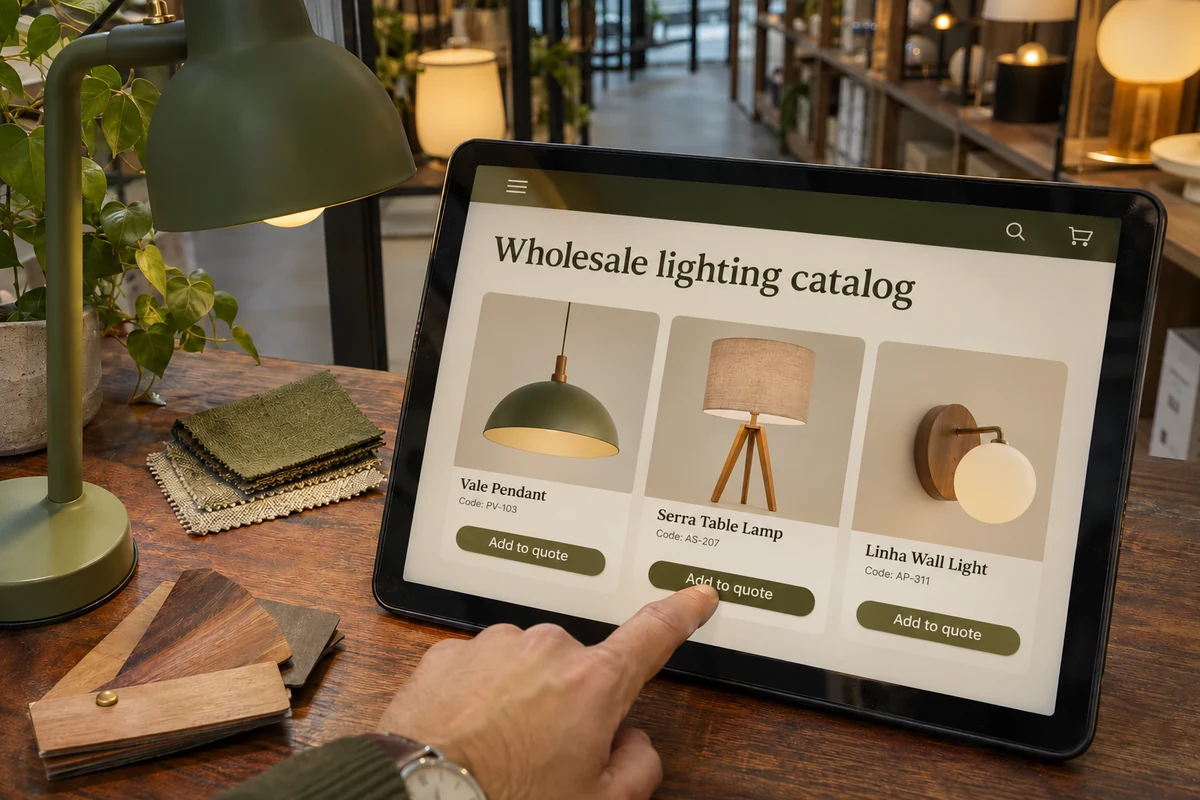 Wholesale lighting catalog
Vale Pendant
Code: PV-103
Add to quote
Serra Table Lamp
Code: AS-207
Add to quote
Linha Wall Light
Code: AP-311
Add to quote